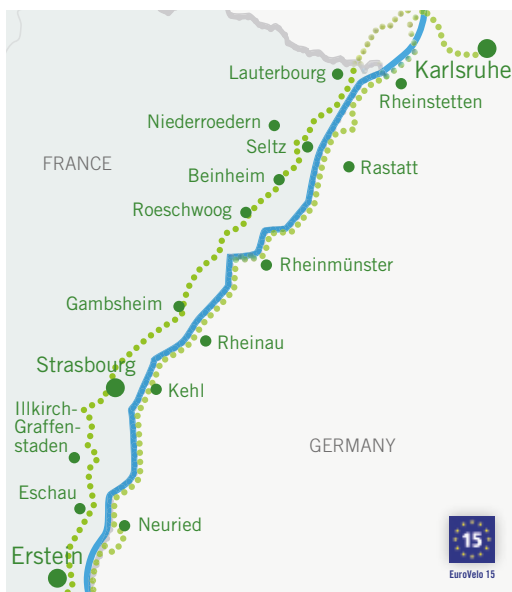 Lauterbourg
Karlsruhe
Rheinstetten
Niederroedern
Seltz
FRANCE
Rastatt
Beinheim
Roeschwoog
Rheinmünster
Gambsheim
Rheinau
Strasbourg
Kehl
Illkirch-
Graffen-
staden
GERMANY
Eschau
Neuried
15
Erstein
EuroVelo 15